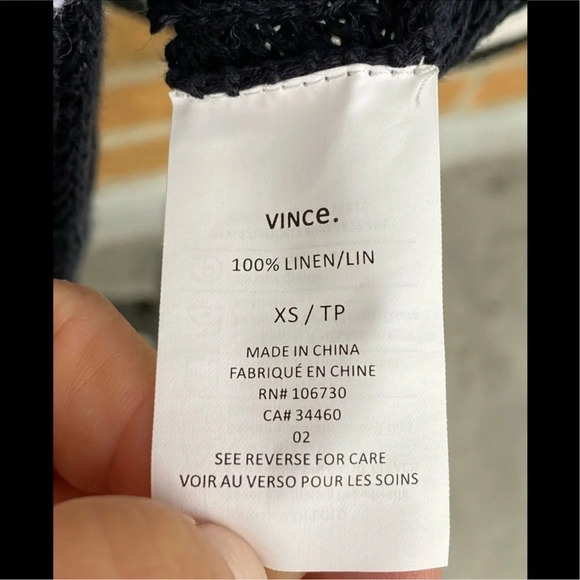 VINCE.
100% LINEN/LIN
XS / TP
MADE IN CHINA
FABRIQUÉ EN CHINE
RN# 106730
CA# 34460
02
SEE REVERSE FOR CARE
VOIR AU VERSO POUR LES SOINS